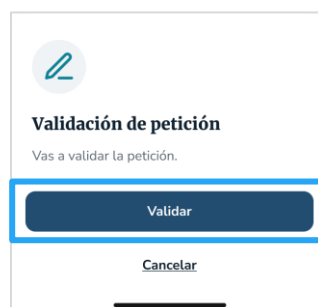 Validación de petición
Vas a validar la petición.
Validar
Cancelar